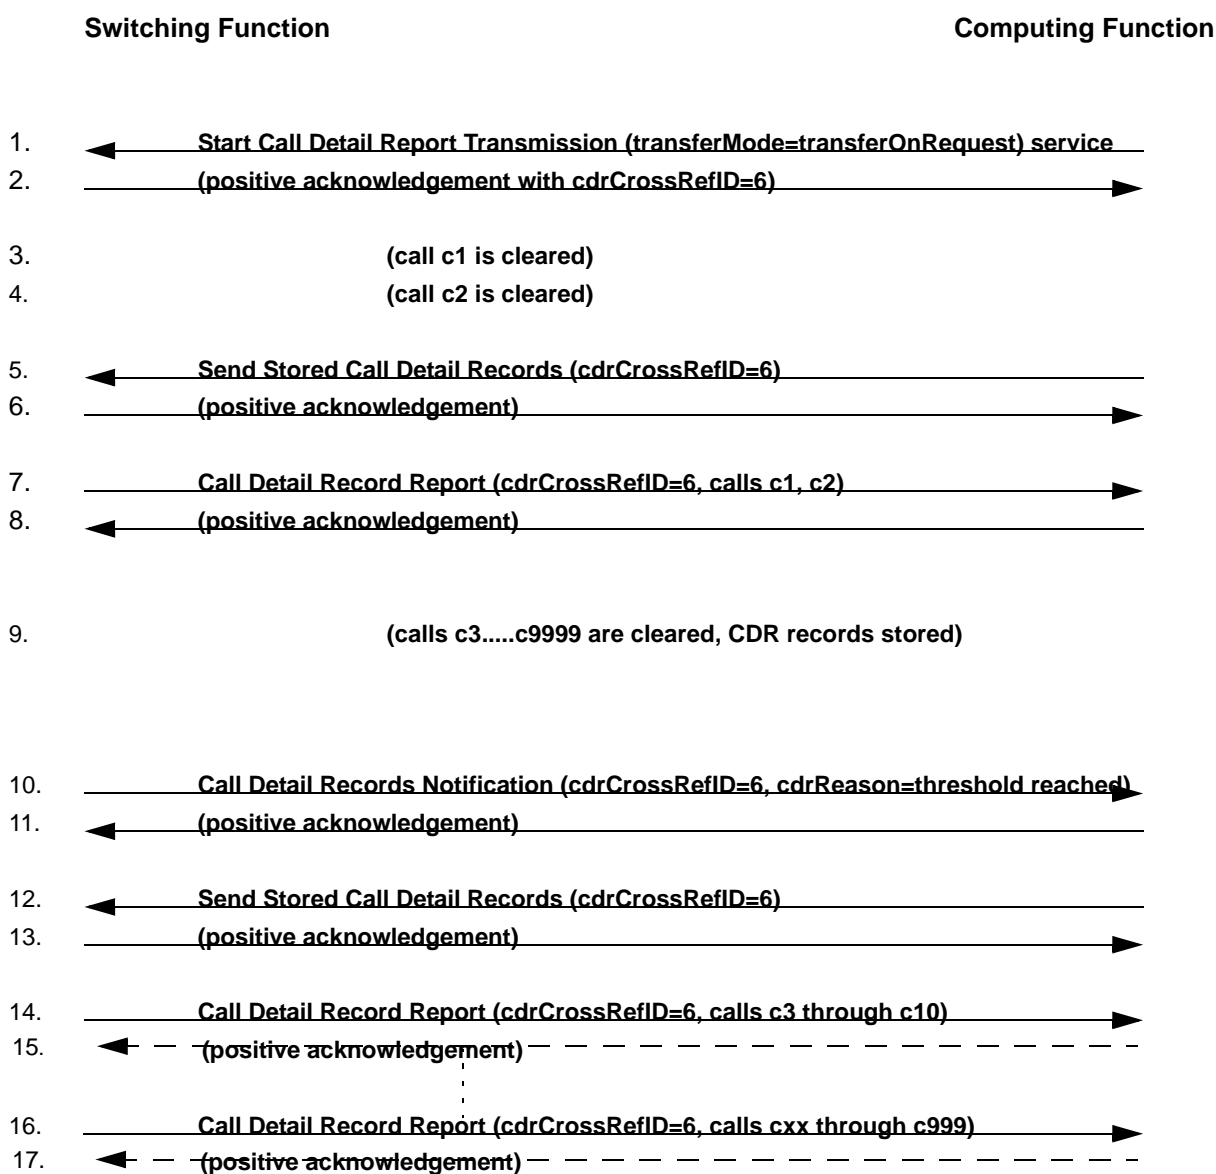 Switching Function Computing Function
1. Start Call Detail Report Transmission (transferMode=transferOnRequest) service
2. (positive acknowledgement with cdrCrossRefID=6)
3. (call c1 is cleared)
4. (call c2 is cleared)
5. Send Stored Call Detail Records (cdrCrossRefID=6)
6. (positive acknowledgement)
7. Call Detail Record Report (cdrCrossRefID=6, calls c1, c2)
8. (positive acknowledgement)
9. (calls c3.....c9999 are cleared, CDR records stored)
10. Call Detail Records Notification (cdrCrossRefID=6, cdrReason=threshold reached)
11. (positive acknowledgement)
12. Send Stored Call Detail Records (cdrCrossRefID=6)
13. (positive acknowledgement)
14. Call Detail Record Report (cdrCrossRefID=6, calls c3 through c10)
15. (positive acknowledgement)
16. Call Detail Record Report (cdrCrossRefID=6, calls cxx through c999)
17. (positive acknowledgement)